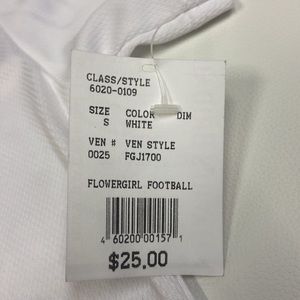 CLASS/STYLE
6020-0109
SIZE COLOR DIM
S WHITE
VEN # VEN STYLE
0025 FGJ1700
FLOWERGIRL FOOTBALL
4 60200 00157 1
$25.00